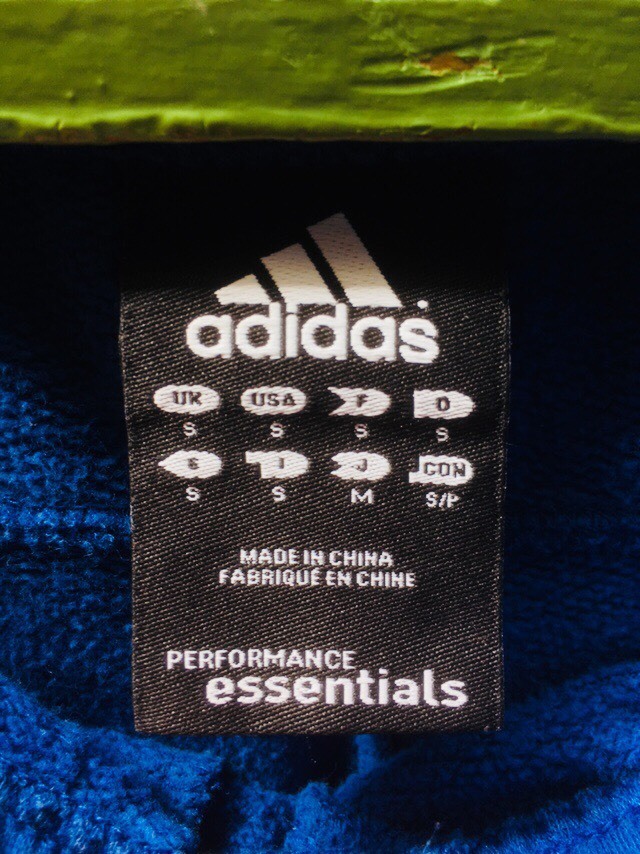 adidas
UK USA F D
S S S S
E I J CDN
S S M S/P
MADE IN CHINA
FABRIQUÉ EN CHINE
PERFORMANCE
essentials